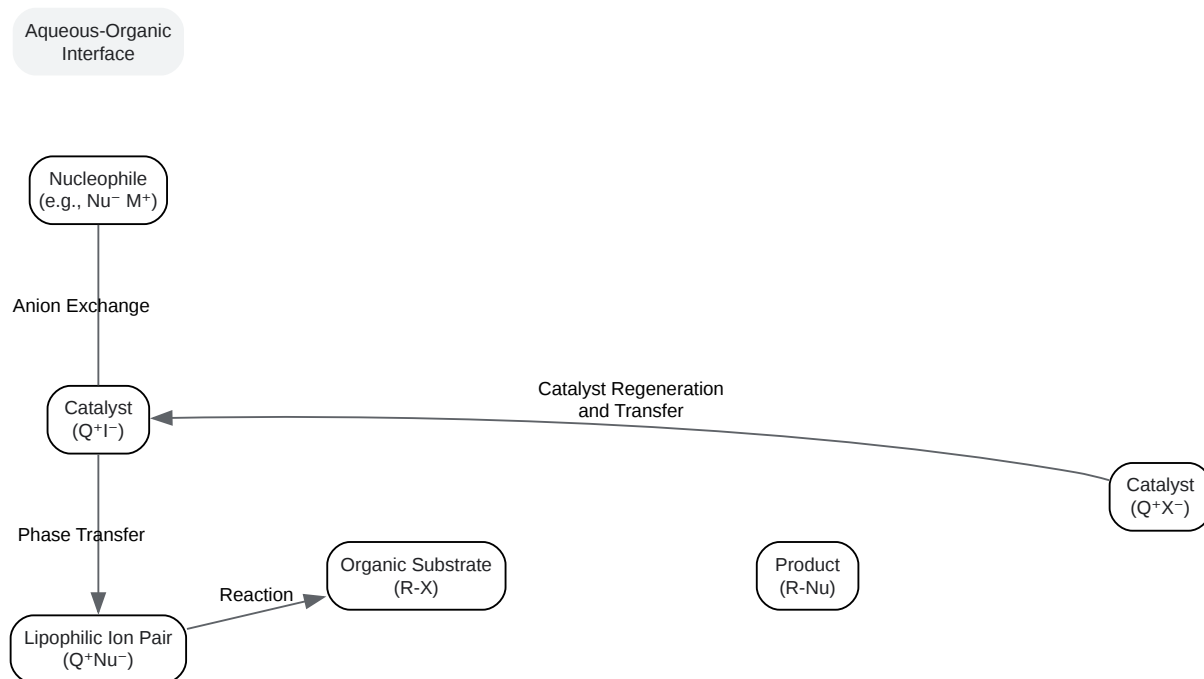 Aqueous-Organic
Interface
Nucleophile
(e.g., Nu⁻ M⁺)
Anion Exchange
Catalyst
(Q⁺I⁻)
Catalyst Regeneration
and Transfer
Catalyst
(Q⁺X⁻)
Phase Transfer
Organic Substrate
(R-X)
Product
(R-Nu)
Reaction
Lipophilic Ion Pair
(Q⁺Nu⁻)